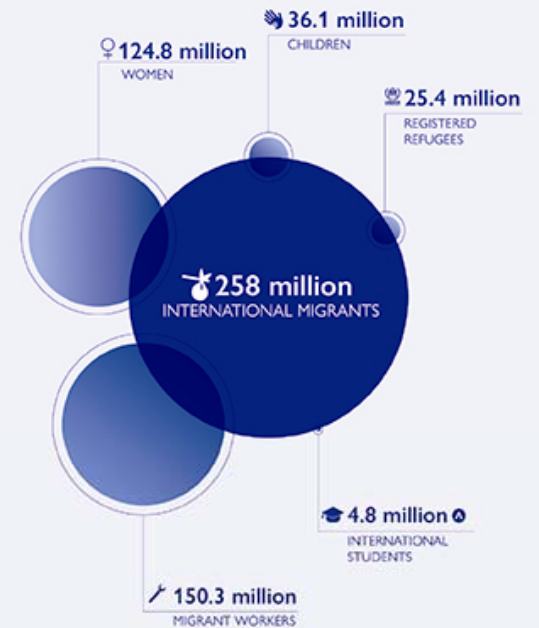 36.1 million
CHILDREN
124.8 million
WOMEN
25.4 million
REGISTERED
REFUGEES
258 million
INTERNATIONAL MIGRANTS
4.8 million
INTERNATIONAL
STUDENTS
150.3 million
MIGRANT WORKERS